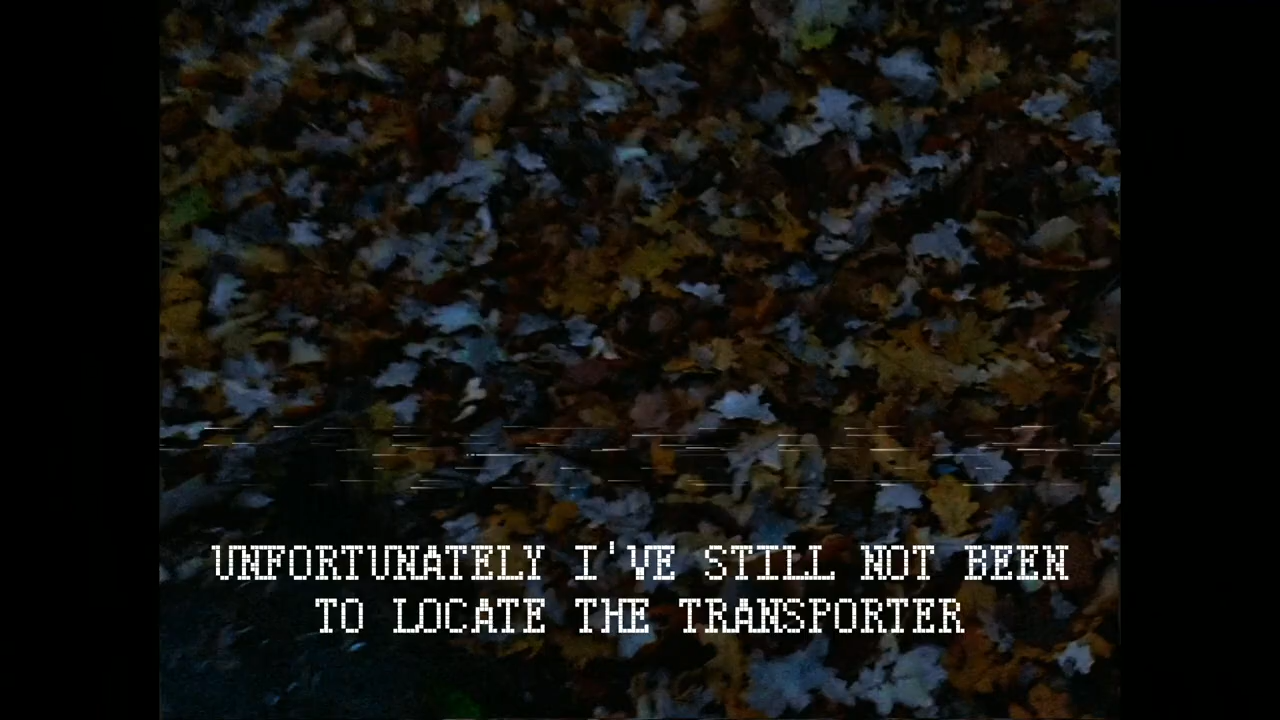 UNFORTUNATELY I'VE STILL NOT BEEN
TO LOCATE THE TRANSPORTER